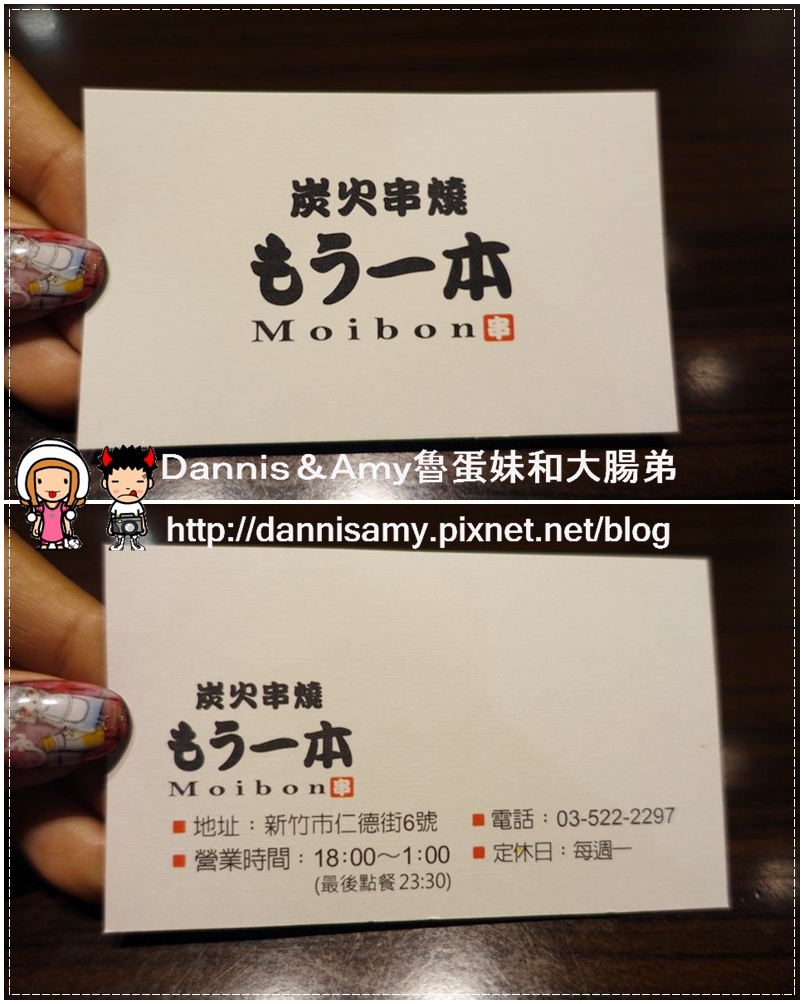 炭火串燒
もう一本
Moibon串
Dannis＆Amy魯蛋妹和大腸弟
http://dannisamy.pixnet.net/blog
炭火串燒
もう一本
Moibon串
地址：新竹市仁德街6號
電話：03-522-2297
營業時間：18:00～1:00
定休日：每週一
(最後點餐 23:30)